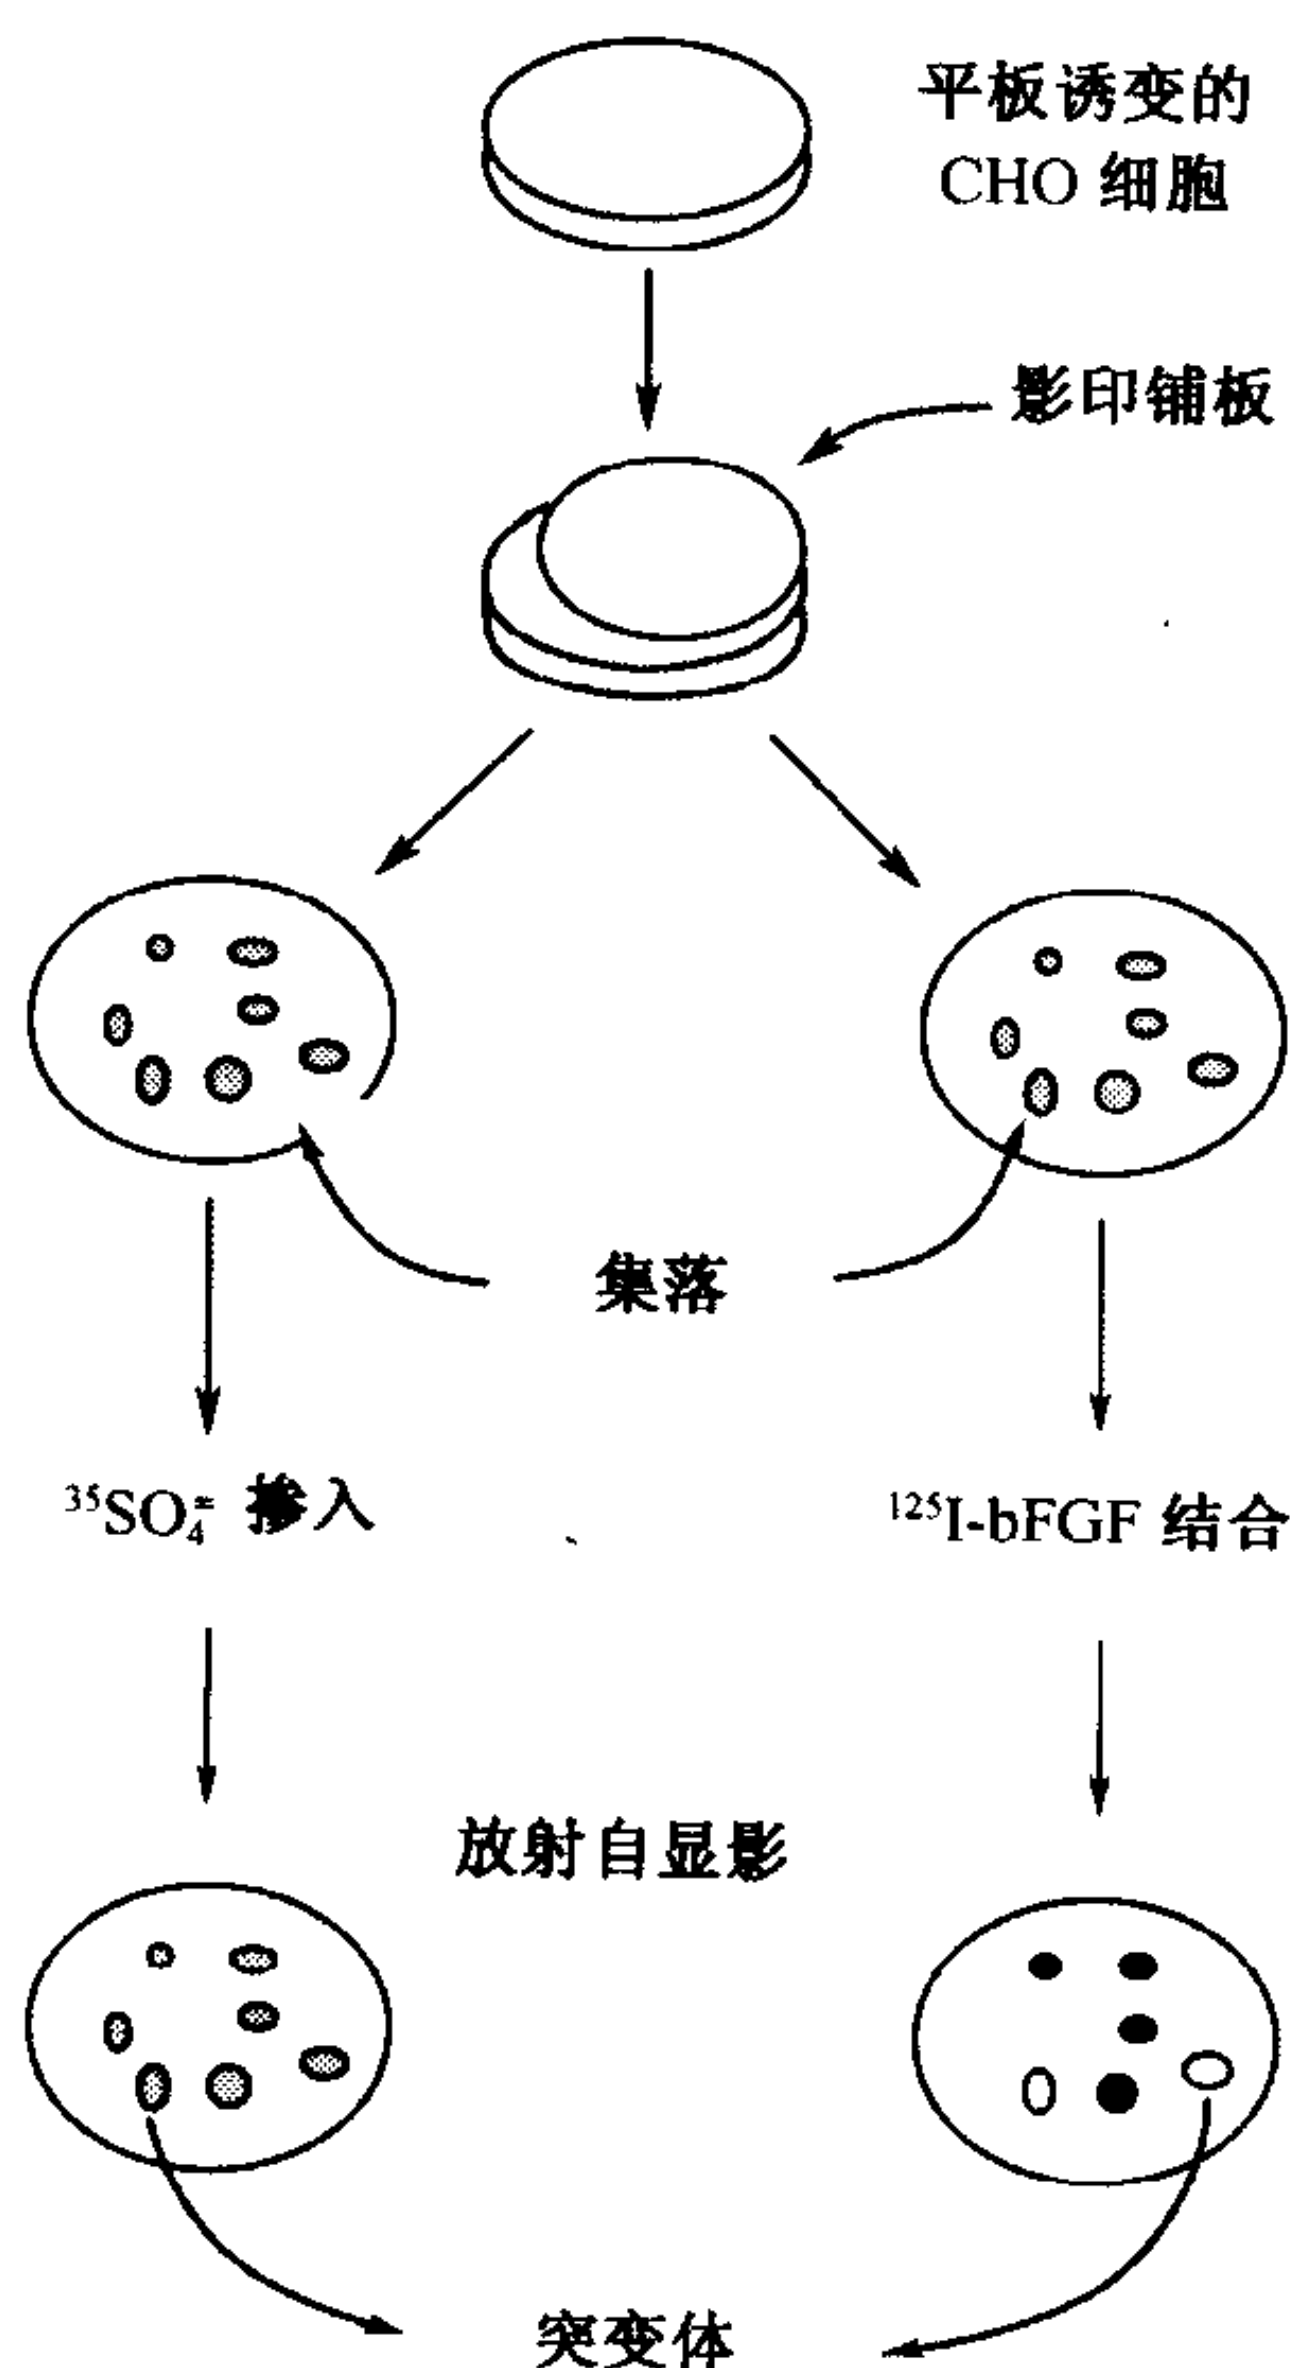 平板诱变的
CHO 细胞
影印铺板
集落
³⁵SO₄⁼ 掺入
¹²⁵I-bFGF 结合
放射自显影
突变体